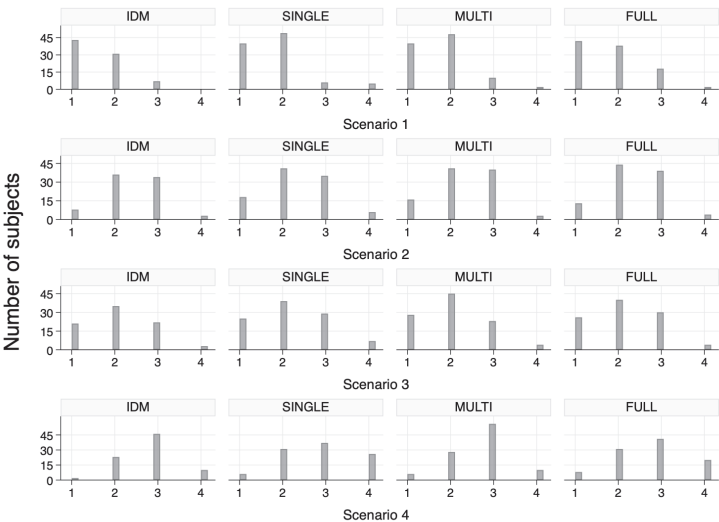 IDM SINGLE MULTI FULL
45
30
15
0
1 2 3 4 1 2 3 4 1 2 3 4 1 2 3 4
Scenario 1
IDM SINGLE MULTI FULL
45
30
15
0
1 2 3 4 1 2 3 4 1 2 3 4 1 2 3 4
Scenario 2
IDM SINGLE MULTI FULL
45
30
15
0
1 2 3 4 1 2 3 4 1 2 3 4 1 2 3 4
Scenario 3
IDM SINGLE MULTI FULL
45
30
15
0
1 2 3 4 1 2 3 4 1 2 3 4 1 2 3 4
Scenario 4
Number of subjects